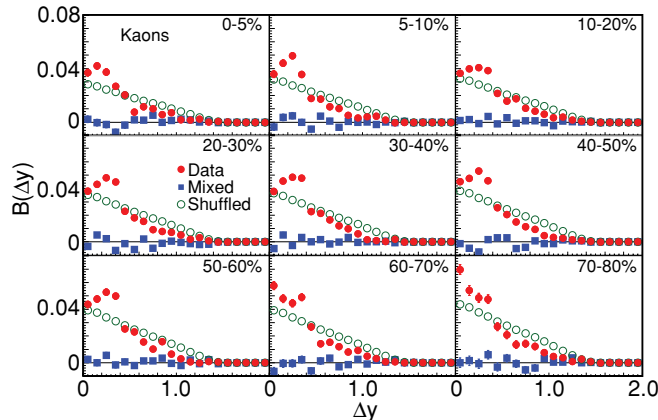 Kaons 0-5% 5-10% 10-20%
0.08
0.04
0
20-30% 30-40% 40-50%
Data
Mixed
Shuffled
0.04
0
B(Δy)
50-60% 60-70% 70-80%
0.04
0
0 1.0 0 1.0 0 1.0 2.0
Δy Δy Δy